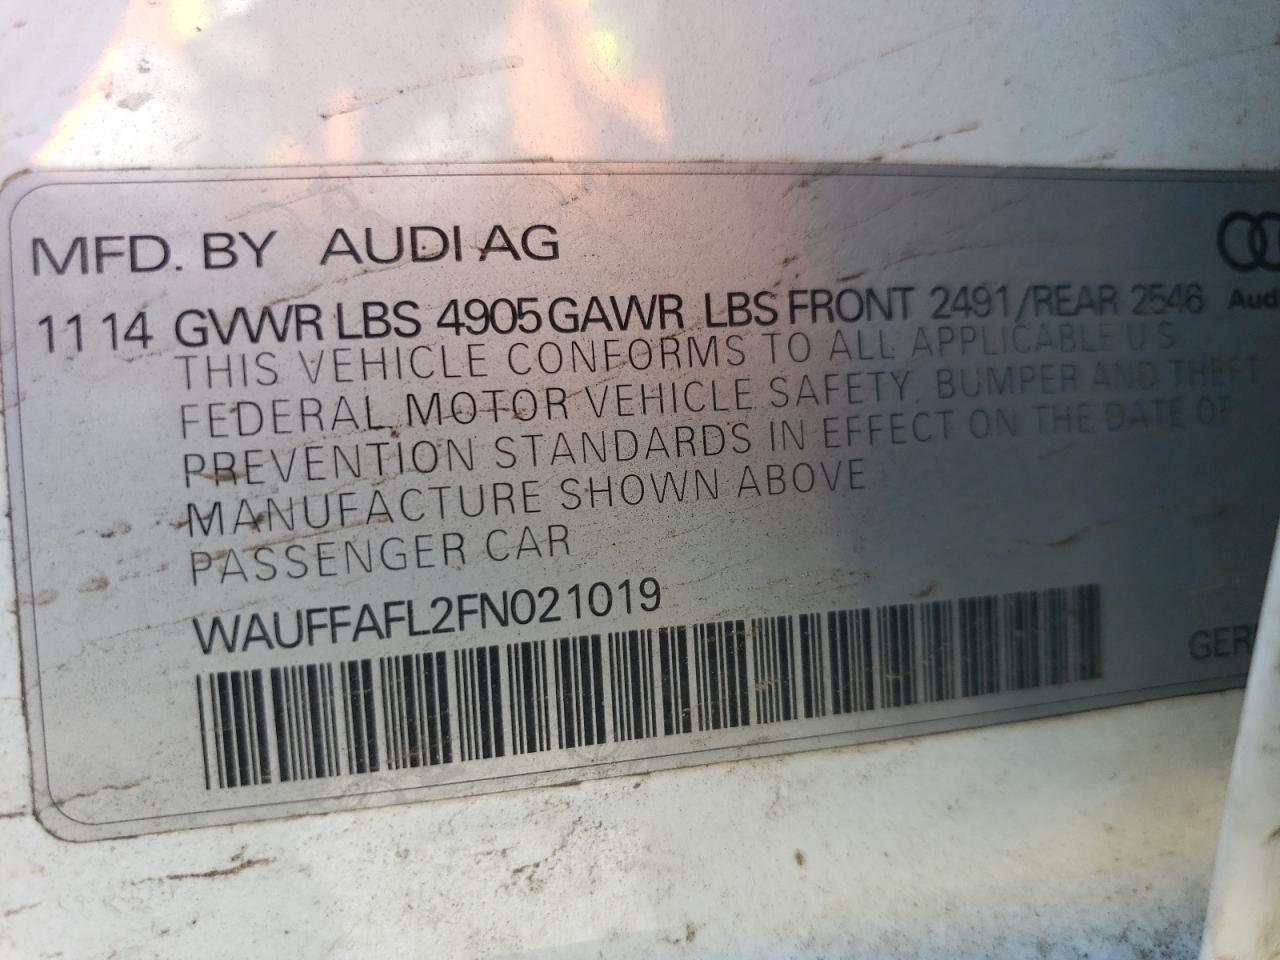 MFD. BY AUDI AG
11 14 GVWR LBS 4905 GAWR LBS FRONT 2491/REAR 2546
Audi
THIS VEHICLE CONFORMS TO ALL APPLICABLE U S
FEDERAL MOTOR VEHICLE SAFETY, BUMPER AND THEFT
PREVENTION STANDARDS IN EFFECT ON THE DATE OF
MANUFACTURE SHOWN ABOVE
PASSENGER CAR
WAUFFAFL2FN021019